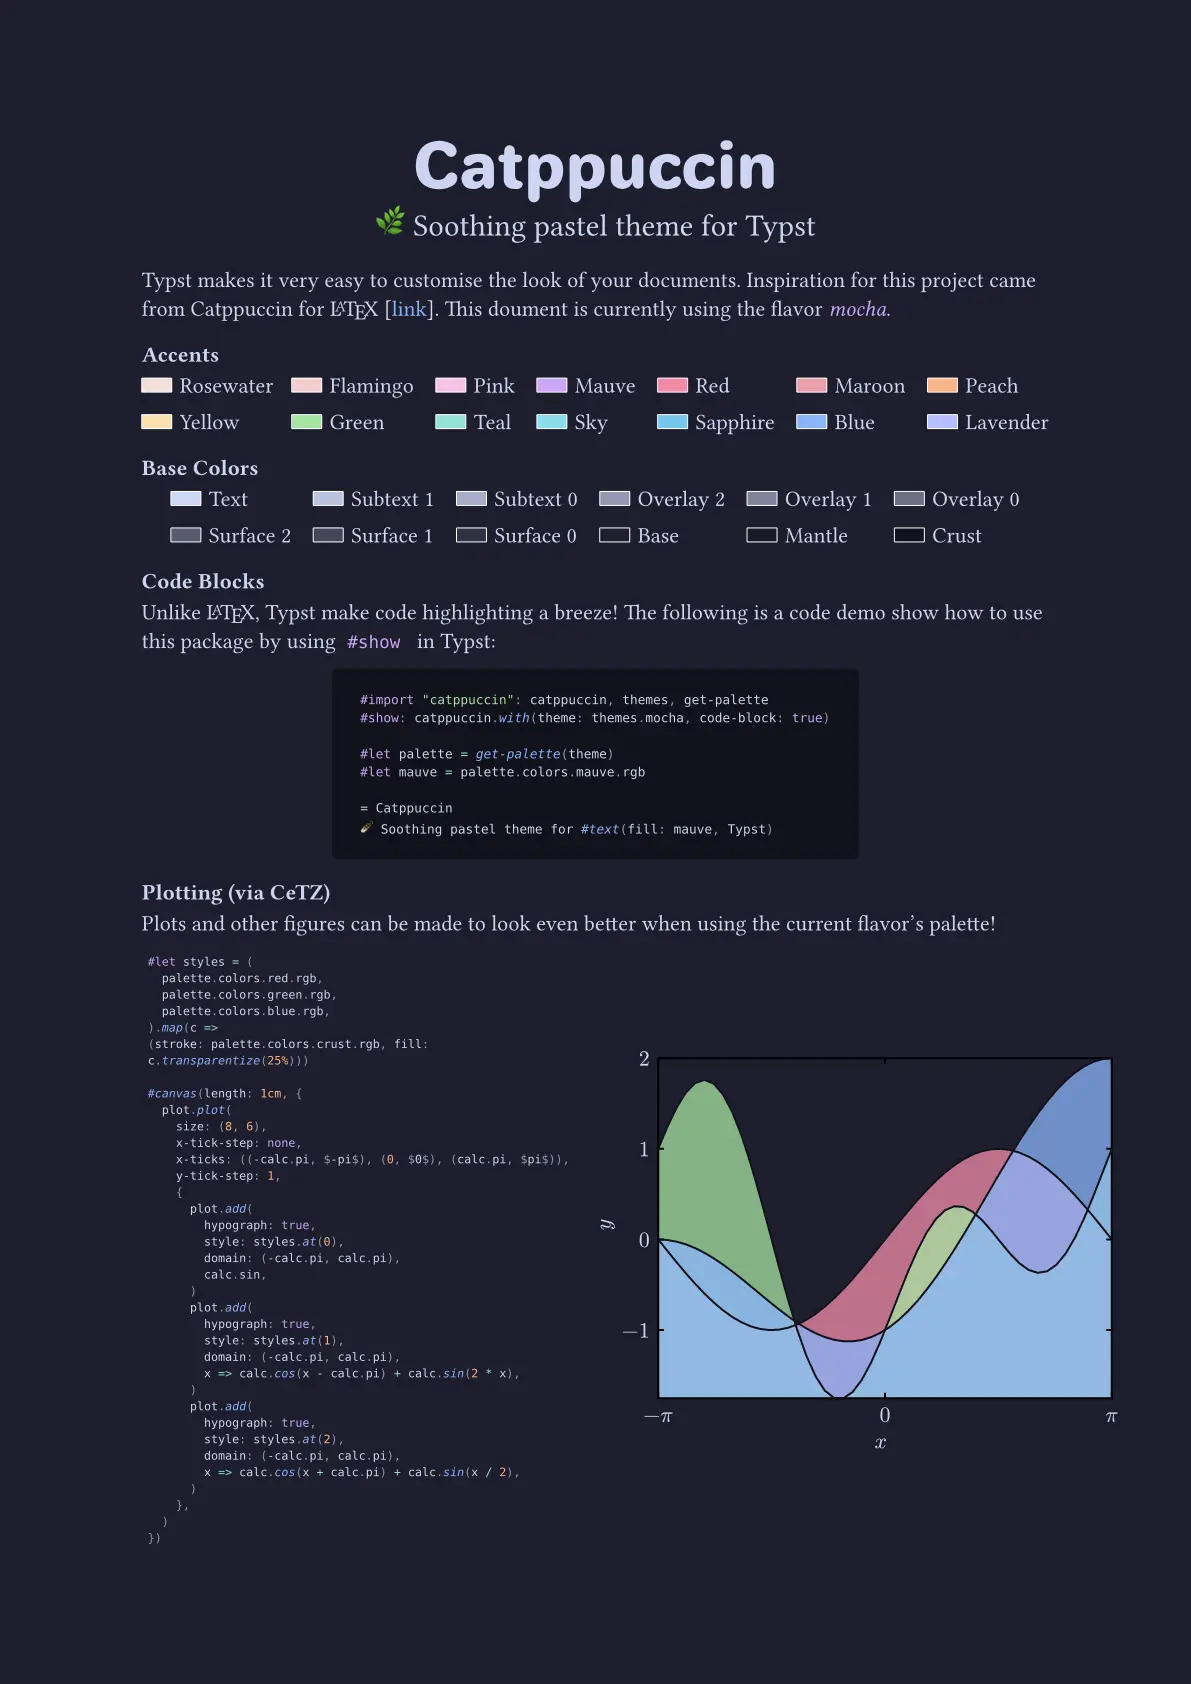 Catppuccin
🌿 Soothing pastel theme for Typst
Typst makes it very easy to customise the look of your documents. Inspiration for this project came
from Catppuccin for LATEX [link]. This doument is currently using the flavor mocha.
Accents
Rosewater Flamingo Pink Mauve Red Maroon Peach
Yellow Green Teal Sky Sapphire Blue Lavender
Base Colors
Text Subtext 1 Subtext 0 Overlay 2 Overlay 1 Overlay 0
Surface 2 Surface 1 Surface 0 Base Mantle Crust
Code Blocks
Unlike LATEX, Typst make code highlighting a breeze! The following is a code demo show how to use
this package by using #show in Typst:
#import "catppuccin": catppuccin, themes, get-palette
#show: catppuccin.with(theme: themes.mocha, code-block: true)
#let palette = get-palette(theme)
#let mauve = palette.colors.mauve.rgb
= Catppuccin
🪶 Soothing pastel theme for #text(fill: mauve, Typst)
Plotting (via CeTZ)
Plots and other figures can be made to look even better when using the current flavor’s palette!
#let styles = (
  palette.colors.red.rgb,
  palette.colors.green.rgb,
  palette.colors.blue.rgb,
).map(c =>
(stroke: palette.colors.crust.rgb, fill:
c.transparentize(25%)))
#canvas(length: 1cm, {
  plot.plot(
    size: (8, 6),
    x-tick-step: none,
    x-ticks: ((-calc.pi, $-pi$), (0, $0$), (calc.pi, $pi$)),
    y-tick-step: 1,
    {
      plot.add(
        hypograph: true,
        style: styles.at(0),
        domain: (-calc.pi, calc.pi),
        calc.sin,
      )
      plot.add(
        hypograph: true,
        style: styles.at(1),
        domain: (-calc.pi, calc.pi),
        x => calc.cos(x - calc.pi) + calc.sin(2 * x),
      )
      plot.add(
        hypograph: true,
        style: styles.at(2),
        domain: (-calc.pi, calc.pi),
        x => calc.cos(x + calc.pi) + calc.sin(x / 2),
      )
    },
  )
})
2
1
0
−1
y
−π 0 π
x